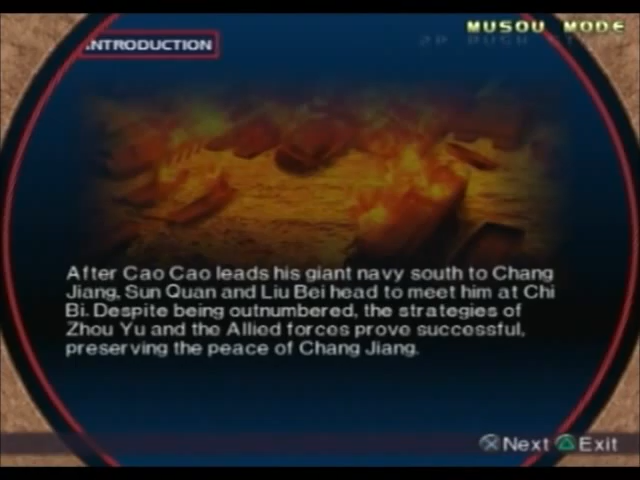 MUSOU MODE
2P PUSH
INTRODUCTION
After Cao Cao leads his giant navy south to Chang
Jiang, Sun Quan and Liu Bei head to meet him at Chi
Bi. Despite being outnumbered, the strategies of
Zhou Yu and the Allied forces prove successful,
preserving the peace of Chang Jiang.
Next Exit